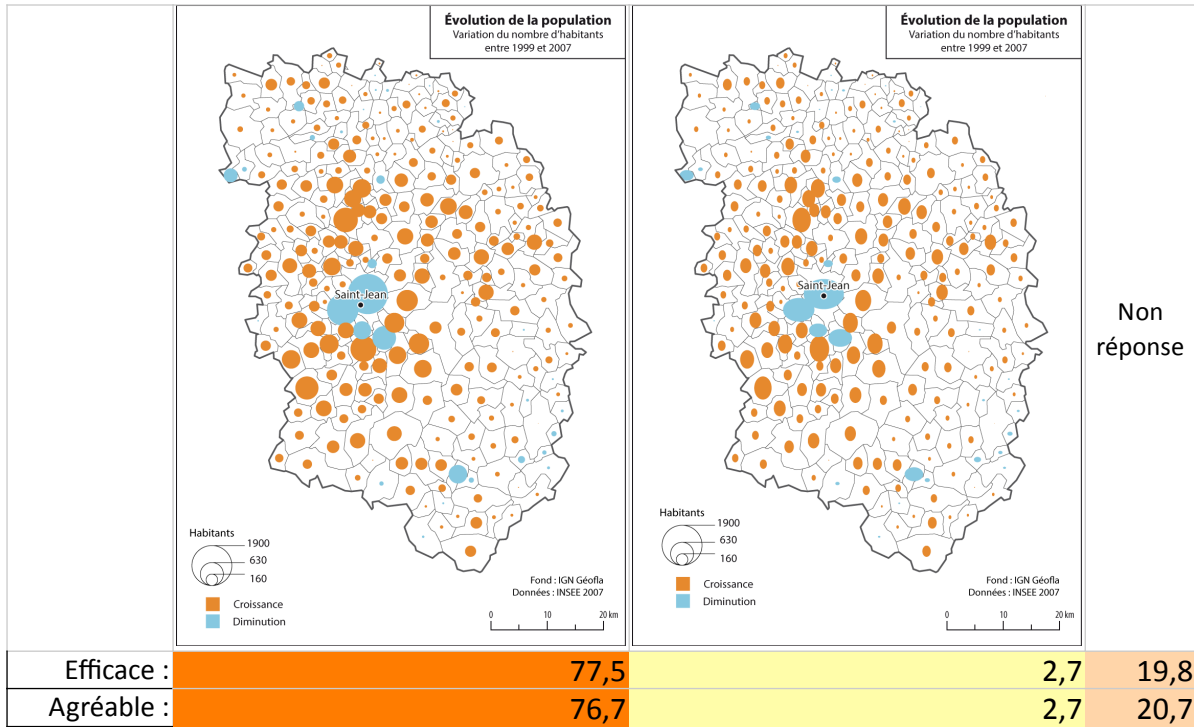 Évolution de la population
Variation du nombre d'habitants
entre 1999 et 2007
Saint-Jean
Habitants
1900
630
160
Croissance
Diminution
Fond : IGN Géofla
Données : INSEE 2007
0 10 20 km
Évolution de la population
Variation du nombre d'habitants
entre 1999 et 2007
Saint-Jean
Habitants
1900
630
160
Croissance
Diminution
Fond : IGN Géofla
Données : INSEE 2007
0 10 20 km
Non
réponse
Efficace : 77,5 2,7 19,8
Agréable : 76,7 2,7 20,7